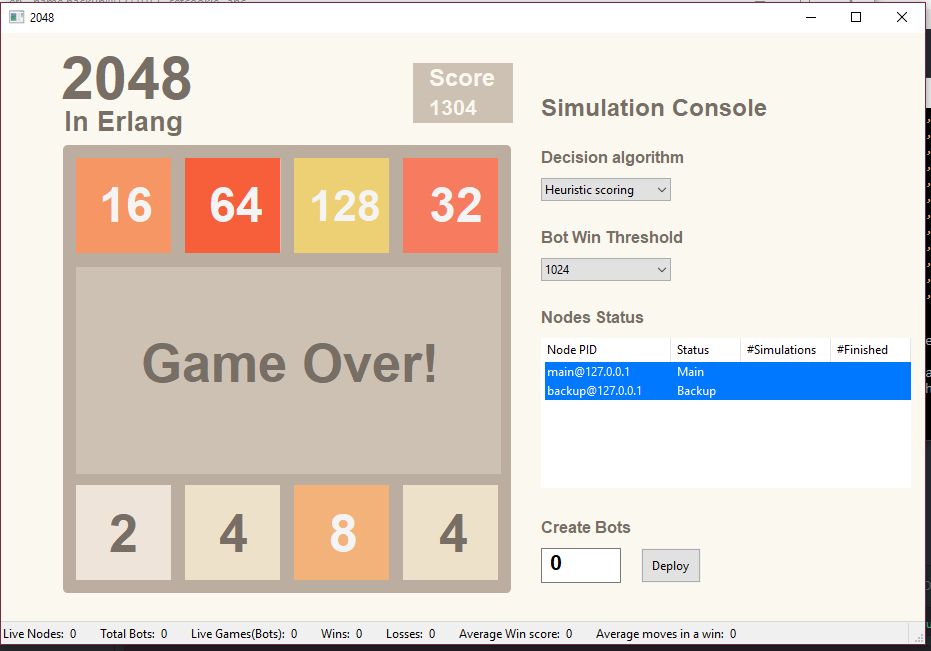 2048
2048
In Erlang
Score
1304
16 64 128 32
Game Over!
2 4 8 4
Simulation Console
Decision algorithm
Heuristic scoring
Bot Win Threshold
1024
Nodes Status
Node PID Status #Simulations #Finished
main@127.0.0.1 Main
backup@127.0.0.1 Backup
Create Bots
0 Deploy
Live Nodes: 0 Total Bots: 0 Live Games(Bots): 0 Wins: 0 Losses: 0 Average Win score: 0 Average moves in a win: 0